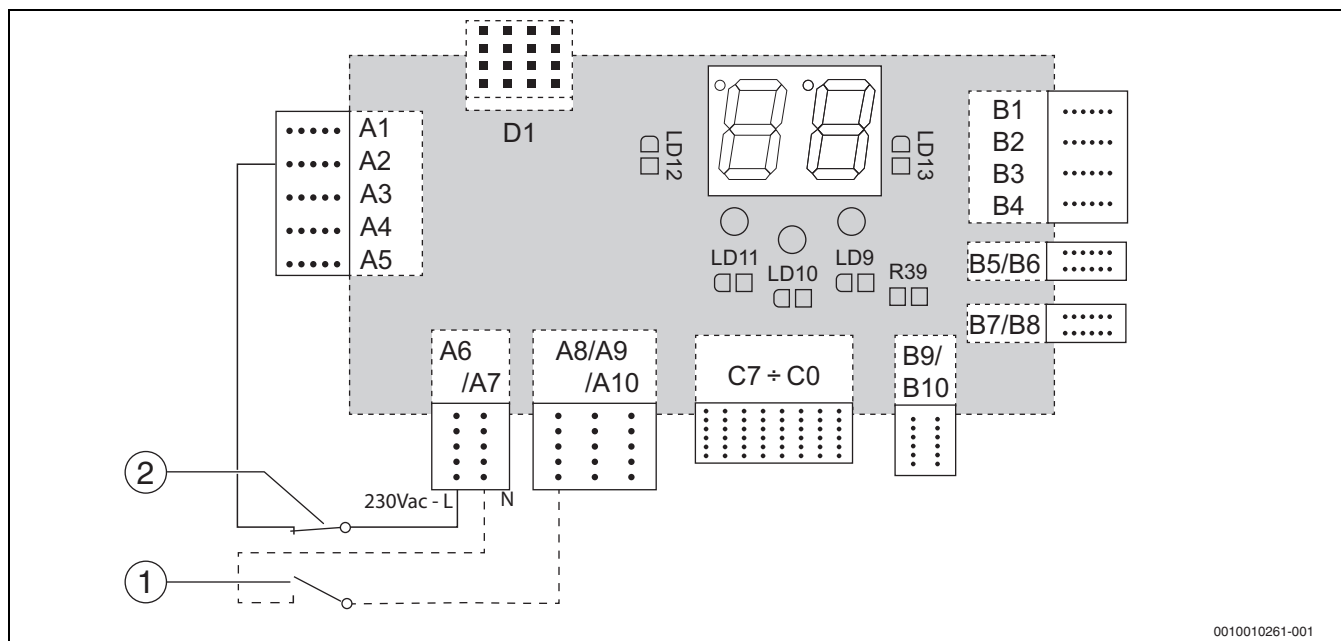 D1
A1
A2
A3
A4
A5
LD12
LD13
B1
B2
B3
B4
LD11
LD10
LD9
R39
B5/B6
B7/B8
A6
/A7
A8/A9
/A10
C7 ÷ C0
B9/
B10
2
230Vac - L
N
1
0010010261-001